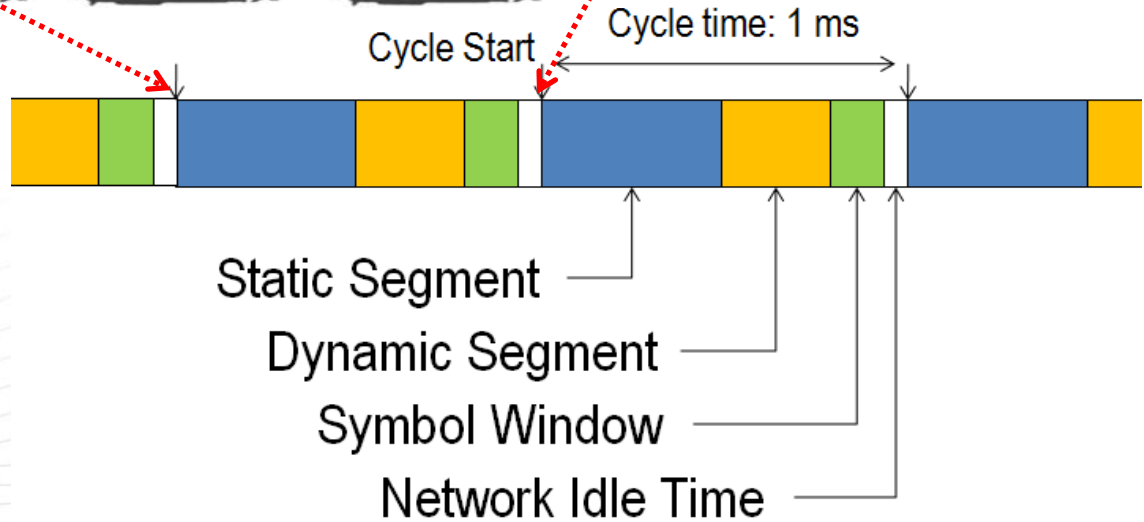 Cycle Start
Cycle time: 1 ms
Static Segment
Dynamic Segment
Symbol Window
Network Idle Time